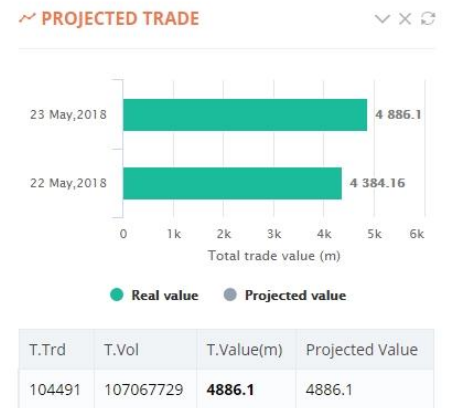 PROJECTED TRADE
23 May,2018 4 886.1
22 May,2018 4 384.16
0 1k 2k 3k 4k 5k 6k
Total trade value (m)
Real value Projected value
T.Trd T.Vol T.Value(m) Projected Value
104491 107067729 4886.1 4886.1